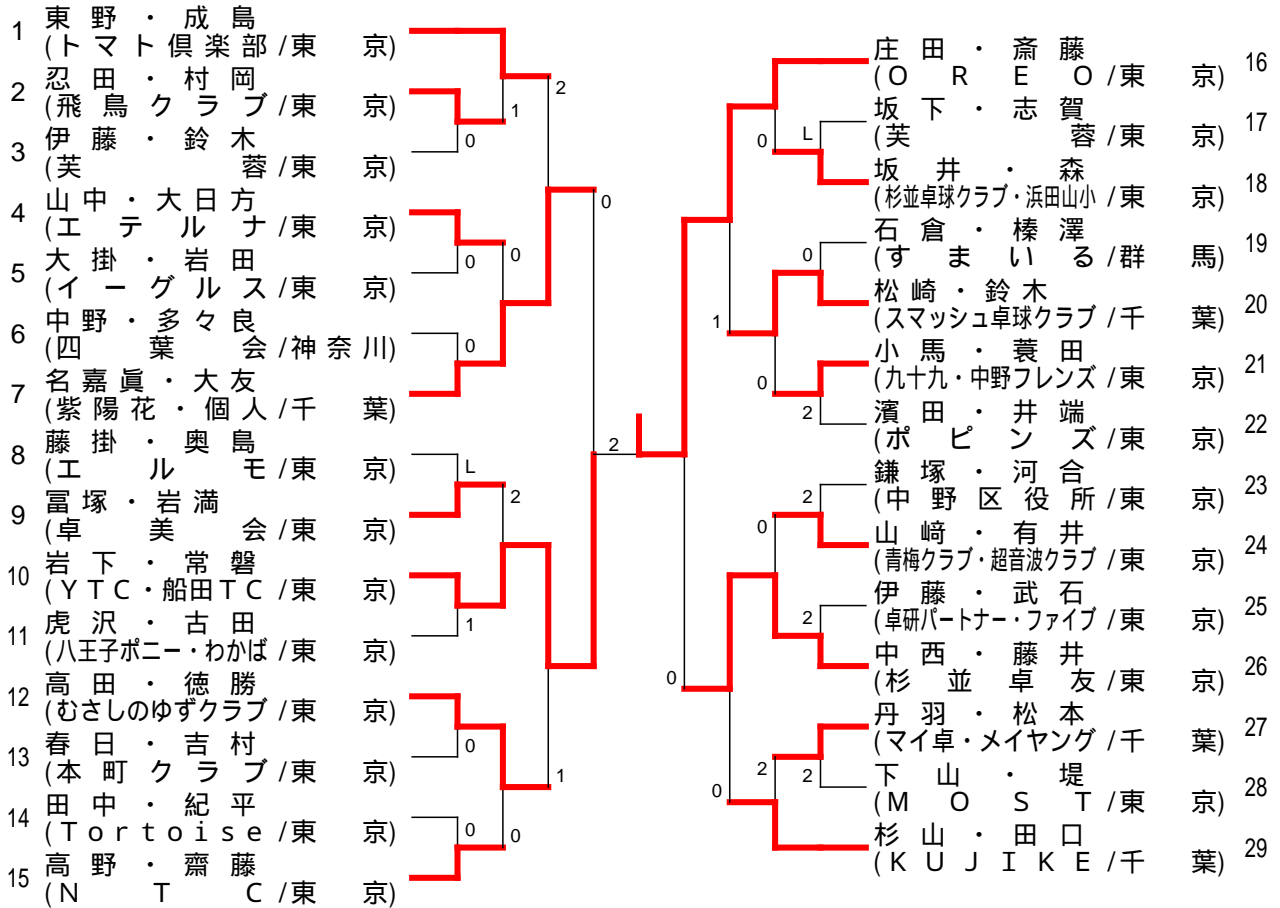 1
東野・成島
(トマト倶楽部/東京)
2
忍田・村岡
(飛鳥クラブ/東京)
3
伊藤・鈴木
(芙蓉/東京)
4
山中・大日方
(エテルナ/東京)
5
大掛・岩田
(イーグルス/東京)
6
中野・多々良
(四葉会/神奈川)
7
名嘉眞・大友
(紫陽花・個人/千葉)
8
藤掛・奥島
(エルモ/東京)
9
冨塚・岩満
(卓美会/東京)
10
岩下・常磐
(YTC・船田TC/東京)
11
虎沢・古田
(八王子ポニー・わかば/東京)
12
高田・徳勝
(むさしのゆずクラブ/東京)
13
春日・吉村
(本町クラブ/東京)
14
田中・紀平
(Tortoise/東京)
15
高野・齋藤
(NTC/東京)
2
1
0
0
0
0
0
L
2
1
0
1
0
0
2
庄田・斎藤
(OREO/東京)
16
坂下・志賀
(芙蓉/東京)
17
坂井・森
(杉並卓球クラブ・浜田山小/東京)
18
石倉・榛澤
(すまいる/群馬)
19
松崎・鈴木
(スマッシュ卓球クラブ/千葉)
20
小馬・蓑田
(九十九・中野フレンズ/東京)
21
濱田・井端
(ポピンズ/東京)
22
鎌塚・河合
(中野区役所/東京)
23
山﨑・有井
(青梅クラブ・超音波クラブ/東京)
24
伊藤・武石
(卓研パートナー・ファイブ/東京)
25
中西・藤井
(杉並卓友/東京)
26
丹羽・松本
(マイ卓・メイヤング/千葉)
27
下山・堤
(MOST/東京)
28
杉山・田口
(KUJIKE/千葉)
29
0
L
0
1
0
2
2
0
2
0
0
2
2